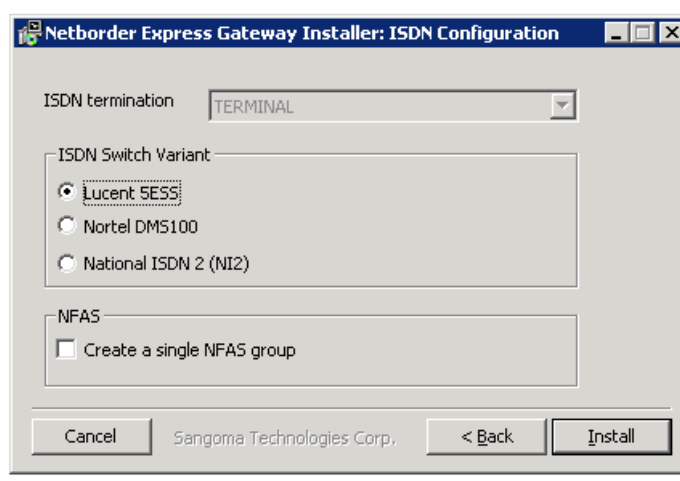 Netborder Express Gateway Installer: ISDN Configuration
ISDN termination TERMINAL
ISDN Switch Variant
Lucent 5ESS
Nortel DMS100
National ISDN 2 (NI2)
NFAS
Create a single NFAS group
Cancel Sangoma Technologies Corp. < Back Install